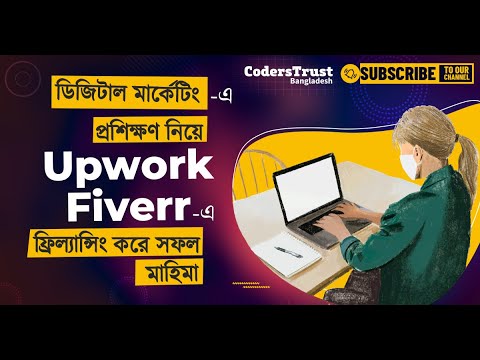 CodersTrust
Bangladesh
SUBSCRIBE TO OUR CHANNEL
ডিজিটাল মার্কেটিং -এ
প্রশিক্ষণ নিয়ে
Upwork
Fiverr-এ
ফ্রিল্যান্সিং করে সফল
মাহিমা